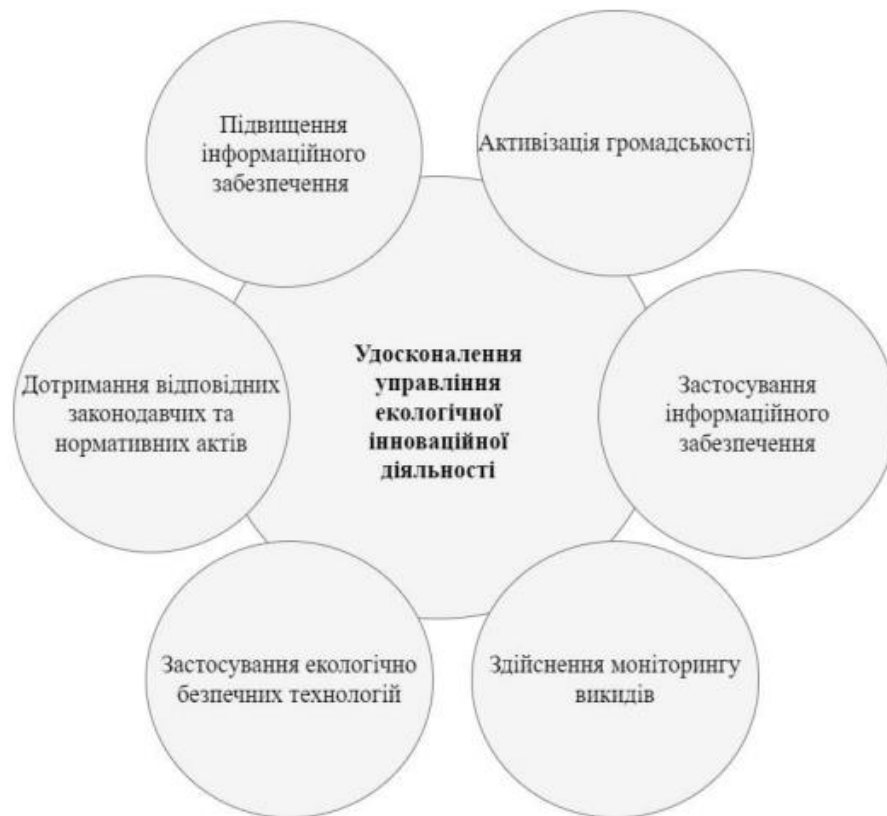 Підвищення
інформаційного
забезпечення
Активізація громадськості
Удосконалення
управління
екологічної
інноваційної
діяльності
Дотримання відповідних
законодавчих та
нормативних актів
Застосування
інформаційного
забезпечення
Застосування екологічно
безпечних технологій
Здійснення моніторингу
викидів